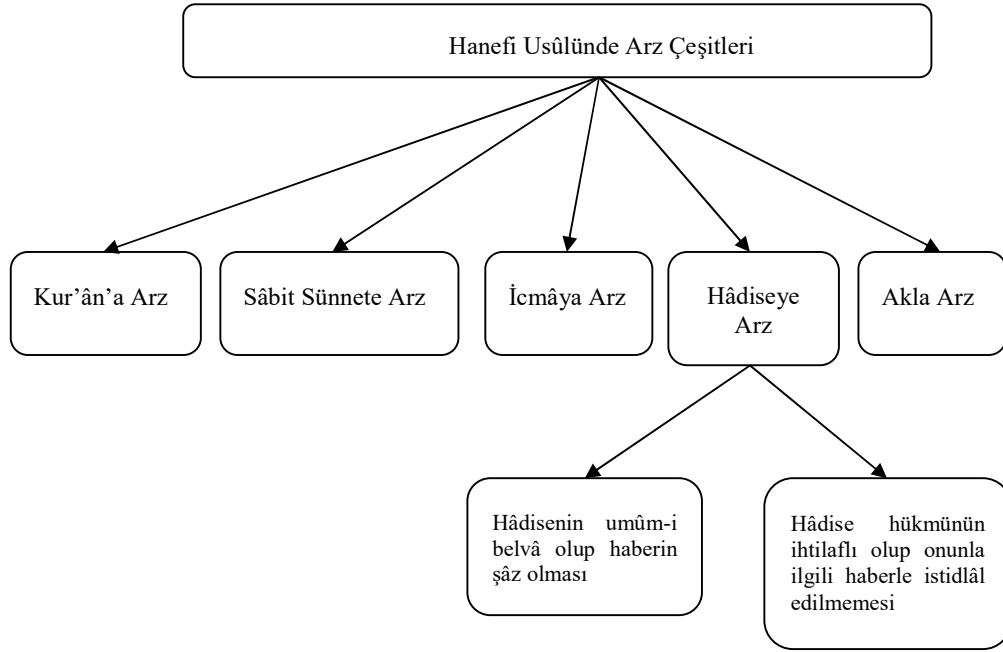 Hanefi Usûlünde Arz Çeşitleri
Kur’ân’a Arz
Sâbit Sünnete Arz
İcmâya Arz
Hâdiseye
Arz
Akla Arz
Hâdisenin umûm-i
belvâ olup haberin
şâz olması
Hâdise hükmünün
ihtilaflı olup onunla
ilgili haberle istidlâl
edilmemesi